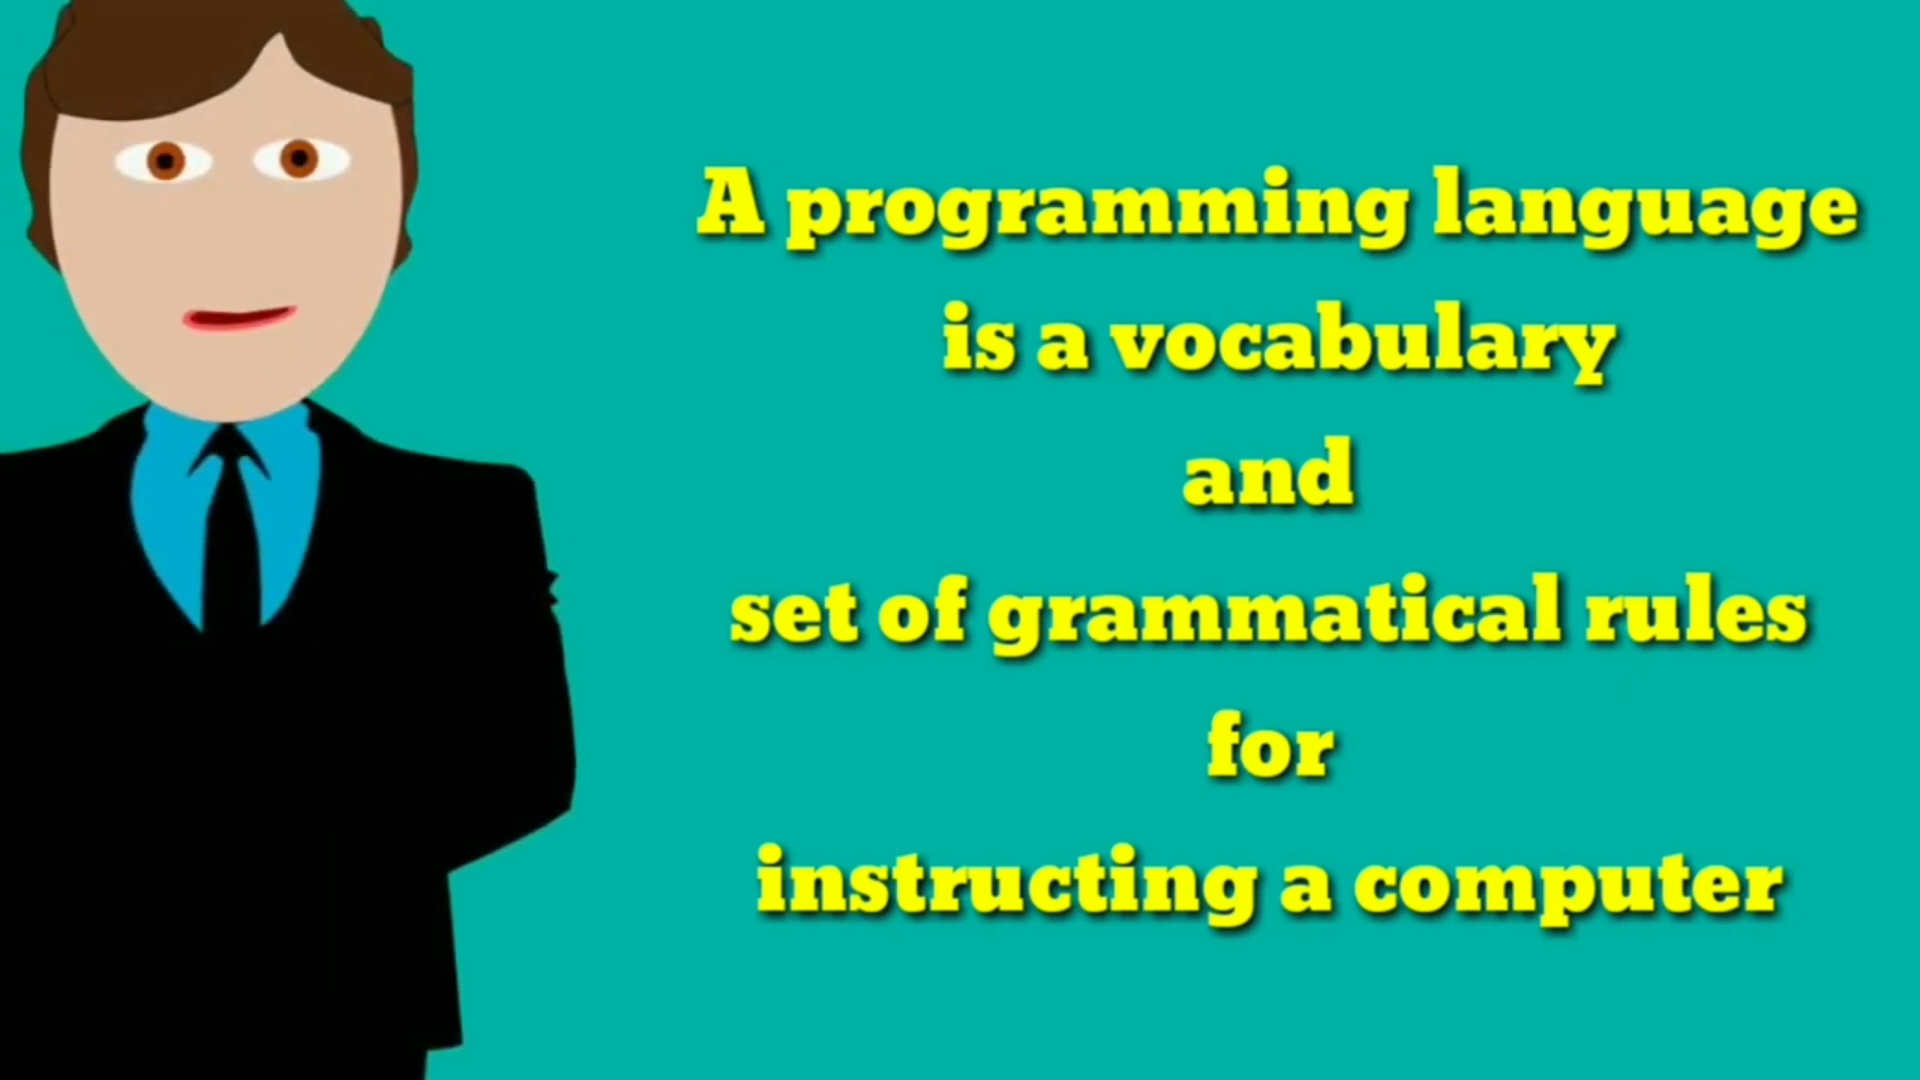 A programming language
is a vocabulary
and
set of grammatical rules
for
instructing a computer